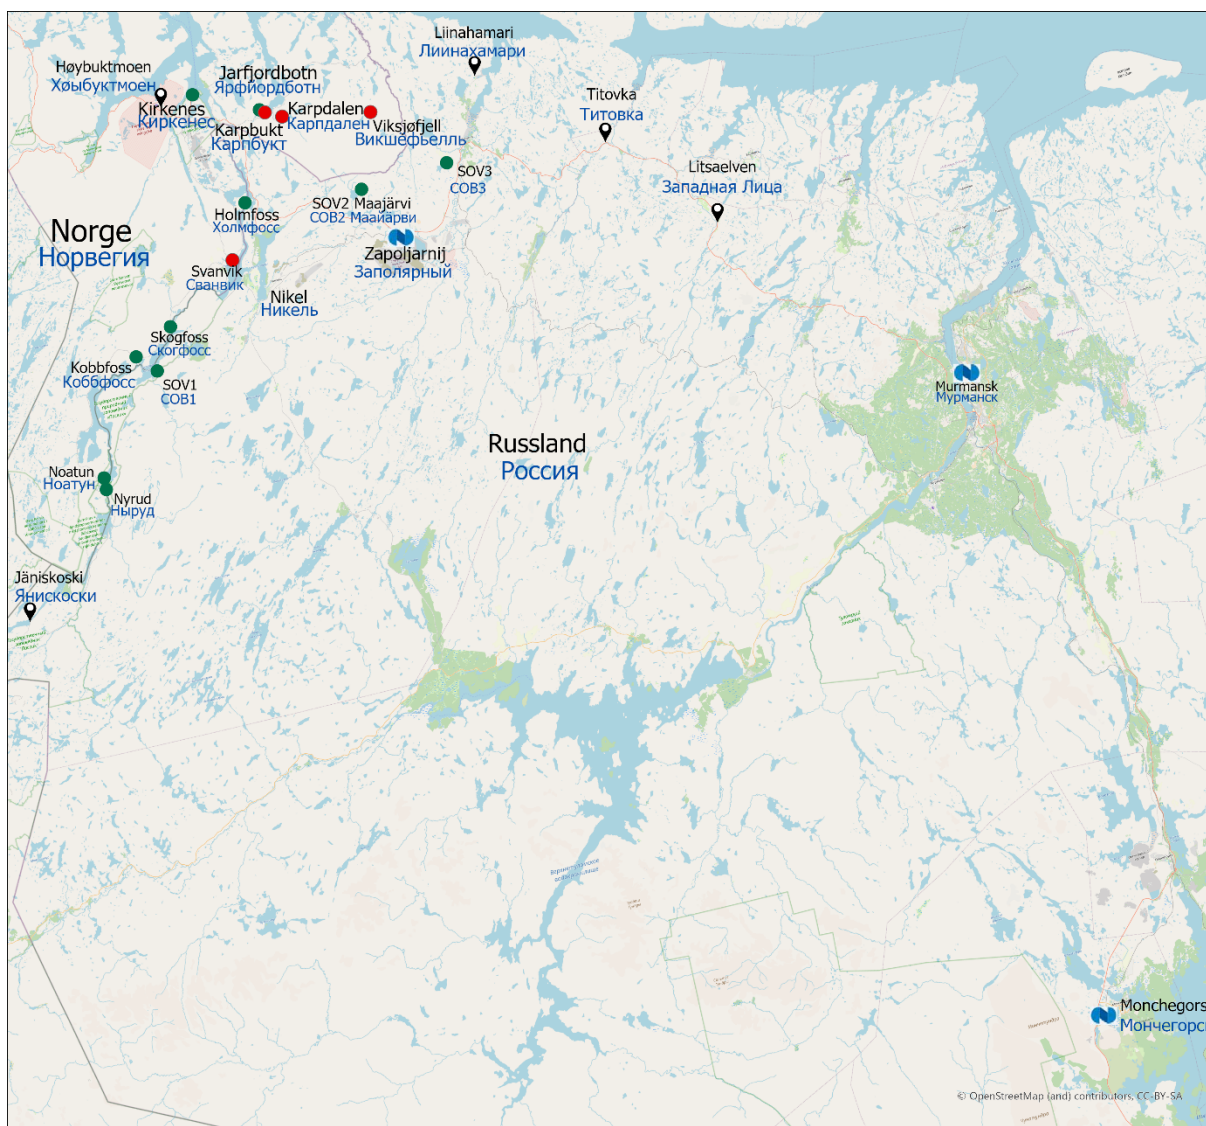 Liinahamari
Лиинахамари
Høybuktmoen
Хøыбуктмоен
Jarfjordbotn
Ярфйордботн
Kirkenes
Киркенес
Karpdalen
Карпдален
Karpbukt
Карпбукт
Viksjøfjell
Викшефьелль
Titovka
Титовка
SOV3
СОВ3
Litsaelven
Западная Лица
SOV2 Maajärvi
СОВ2 Маайärви
Holmfoss
Холмфосс
Norge
Норвегия
Zapoljarnij
Заполярный
Svanvik
Сванвик
Nikel
Никель
Skogfoss
Скогфосс
Kobbfoss
Коббфосс
SOV1
СОВ1
Murmansk
Мурманск
Russland
Россия
Noatun
Ноатун
Nyrud
Ныруд
Jäniskoski
Янискоски
Monchegors
Мончегорск
© OpenStreetMap (and) contributors, CC-BY-SA